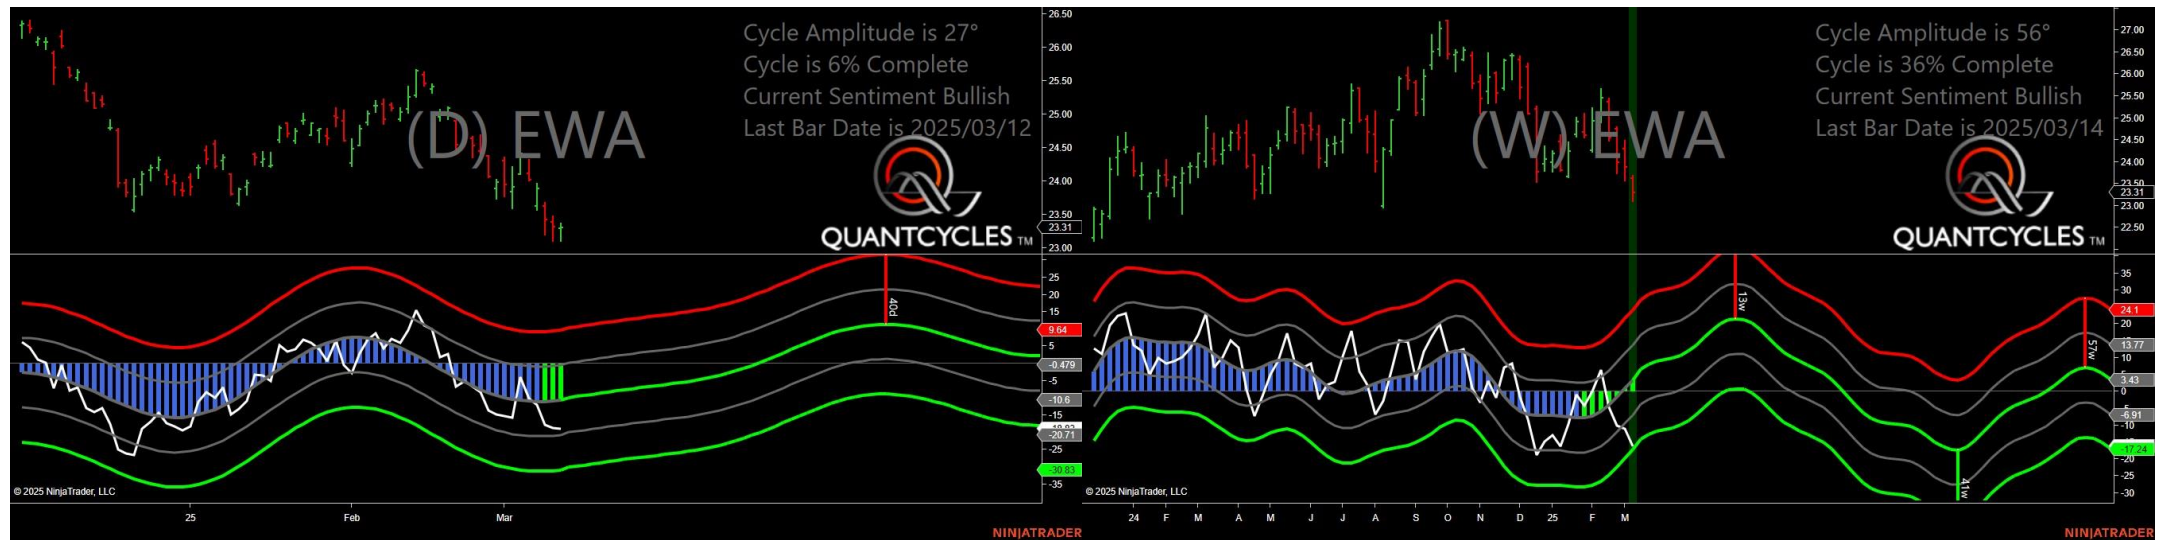 Cycle Amplitude is 27°
Cycle is 6% Complete
Current Sentiment Bullish
Last Bar Date is 2025/03/12
(D) EWA
QUANTCYCLES TM
26.50
26.00
25.50
25.00
24.50
24.00
23.50
23.31
23.00
40d
25
20
15
9.64
5
-0.479
-5
-10.6
-15
-20.71
-25
-30.83
-35
© 2025 NinjaTrader, LLC
25 Feb Mar
NINJATRADER
Cycle Amplitude is 56°
Cycle is 36% Complete
Current Sentiment Bullish
Last Bar Date is 2025/03/14
(W) EWA
QUANTCYCLES TM
27.00
26.50
26.00
25.50
25.00
24.50
24.00
23.50
23.31
23.00
22.50
13w
57w
41w
35
30
24.1
20
13.77
10
5
3.43
0
-5
-6.91
-10
-17.24
-20
-25
-30
© 2025 NinjaTrader, LLC
24 F M A M J J A S O N D 25 F M
NINJATRADER